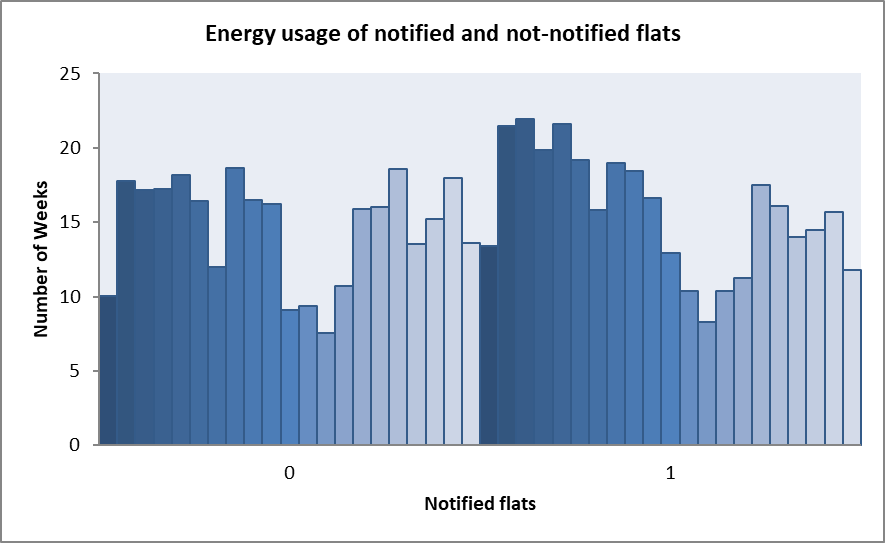 Energy usage of notified and not-notified flats
25
20
15
10
5
0
Number of Weeks
0 1
Notified flats